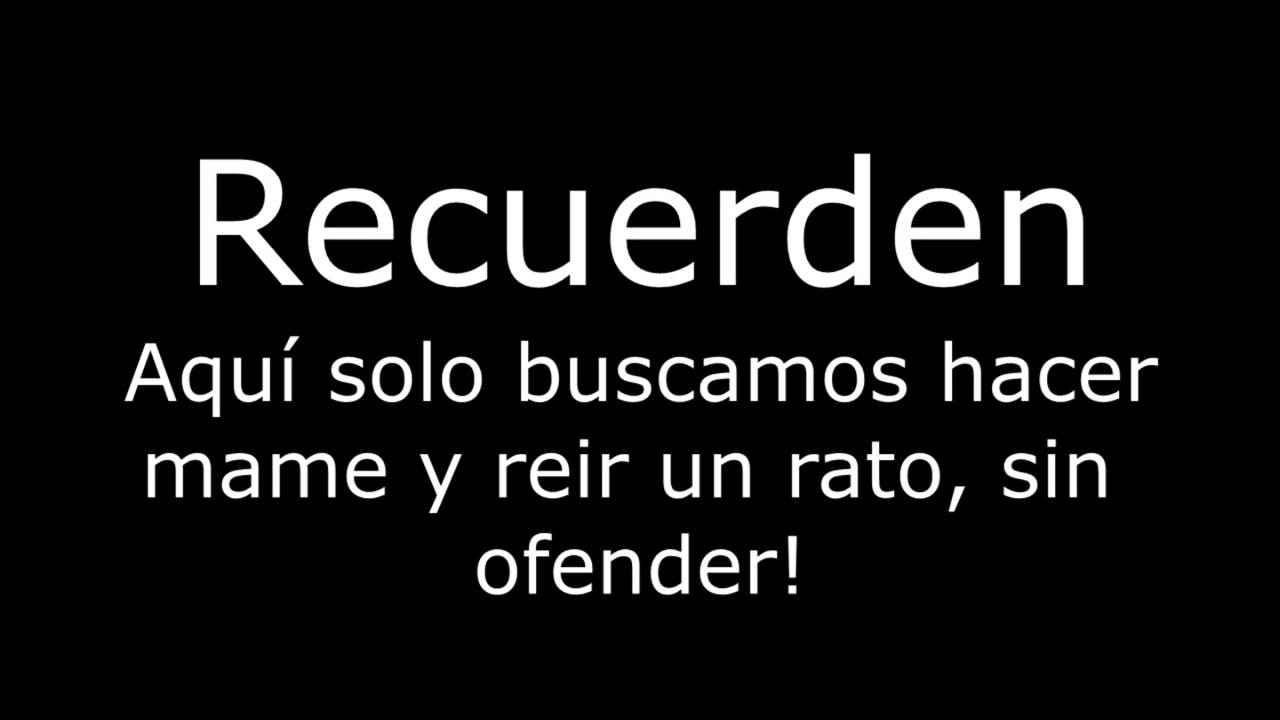 Recuerden
Aquí solo buscamos hacer
mame y reir un rato, sin
ofender!